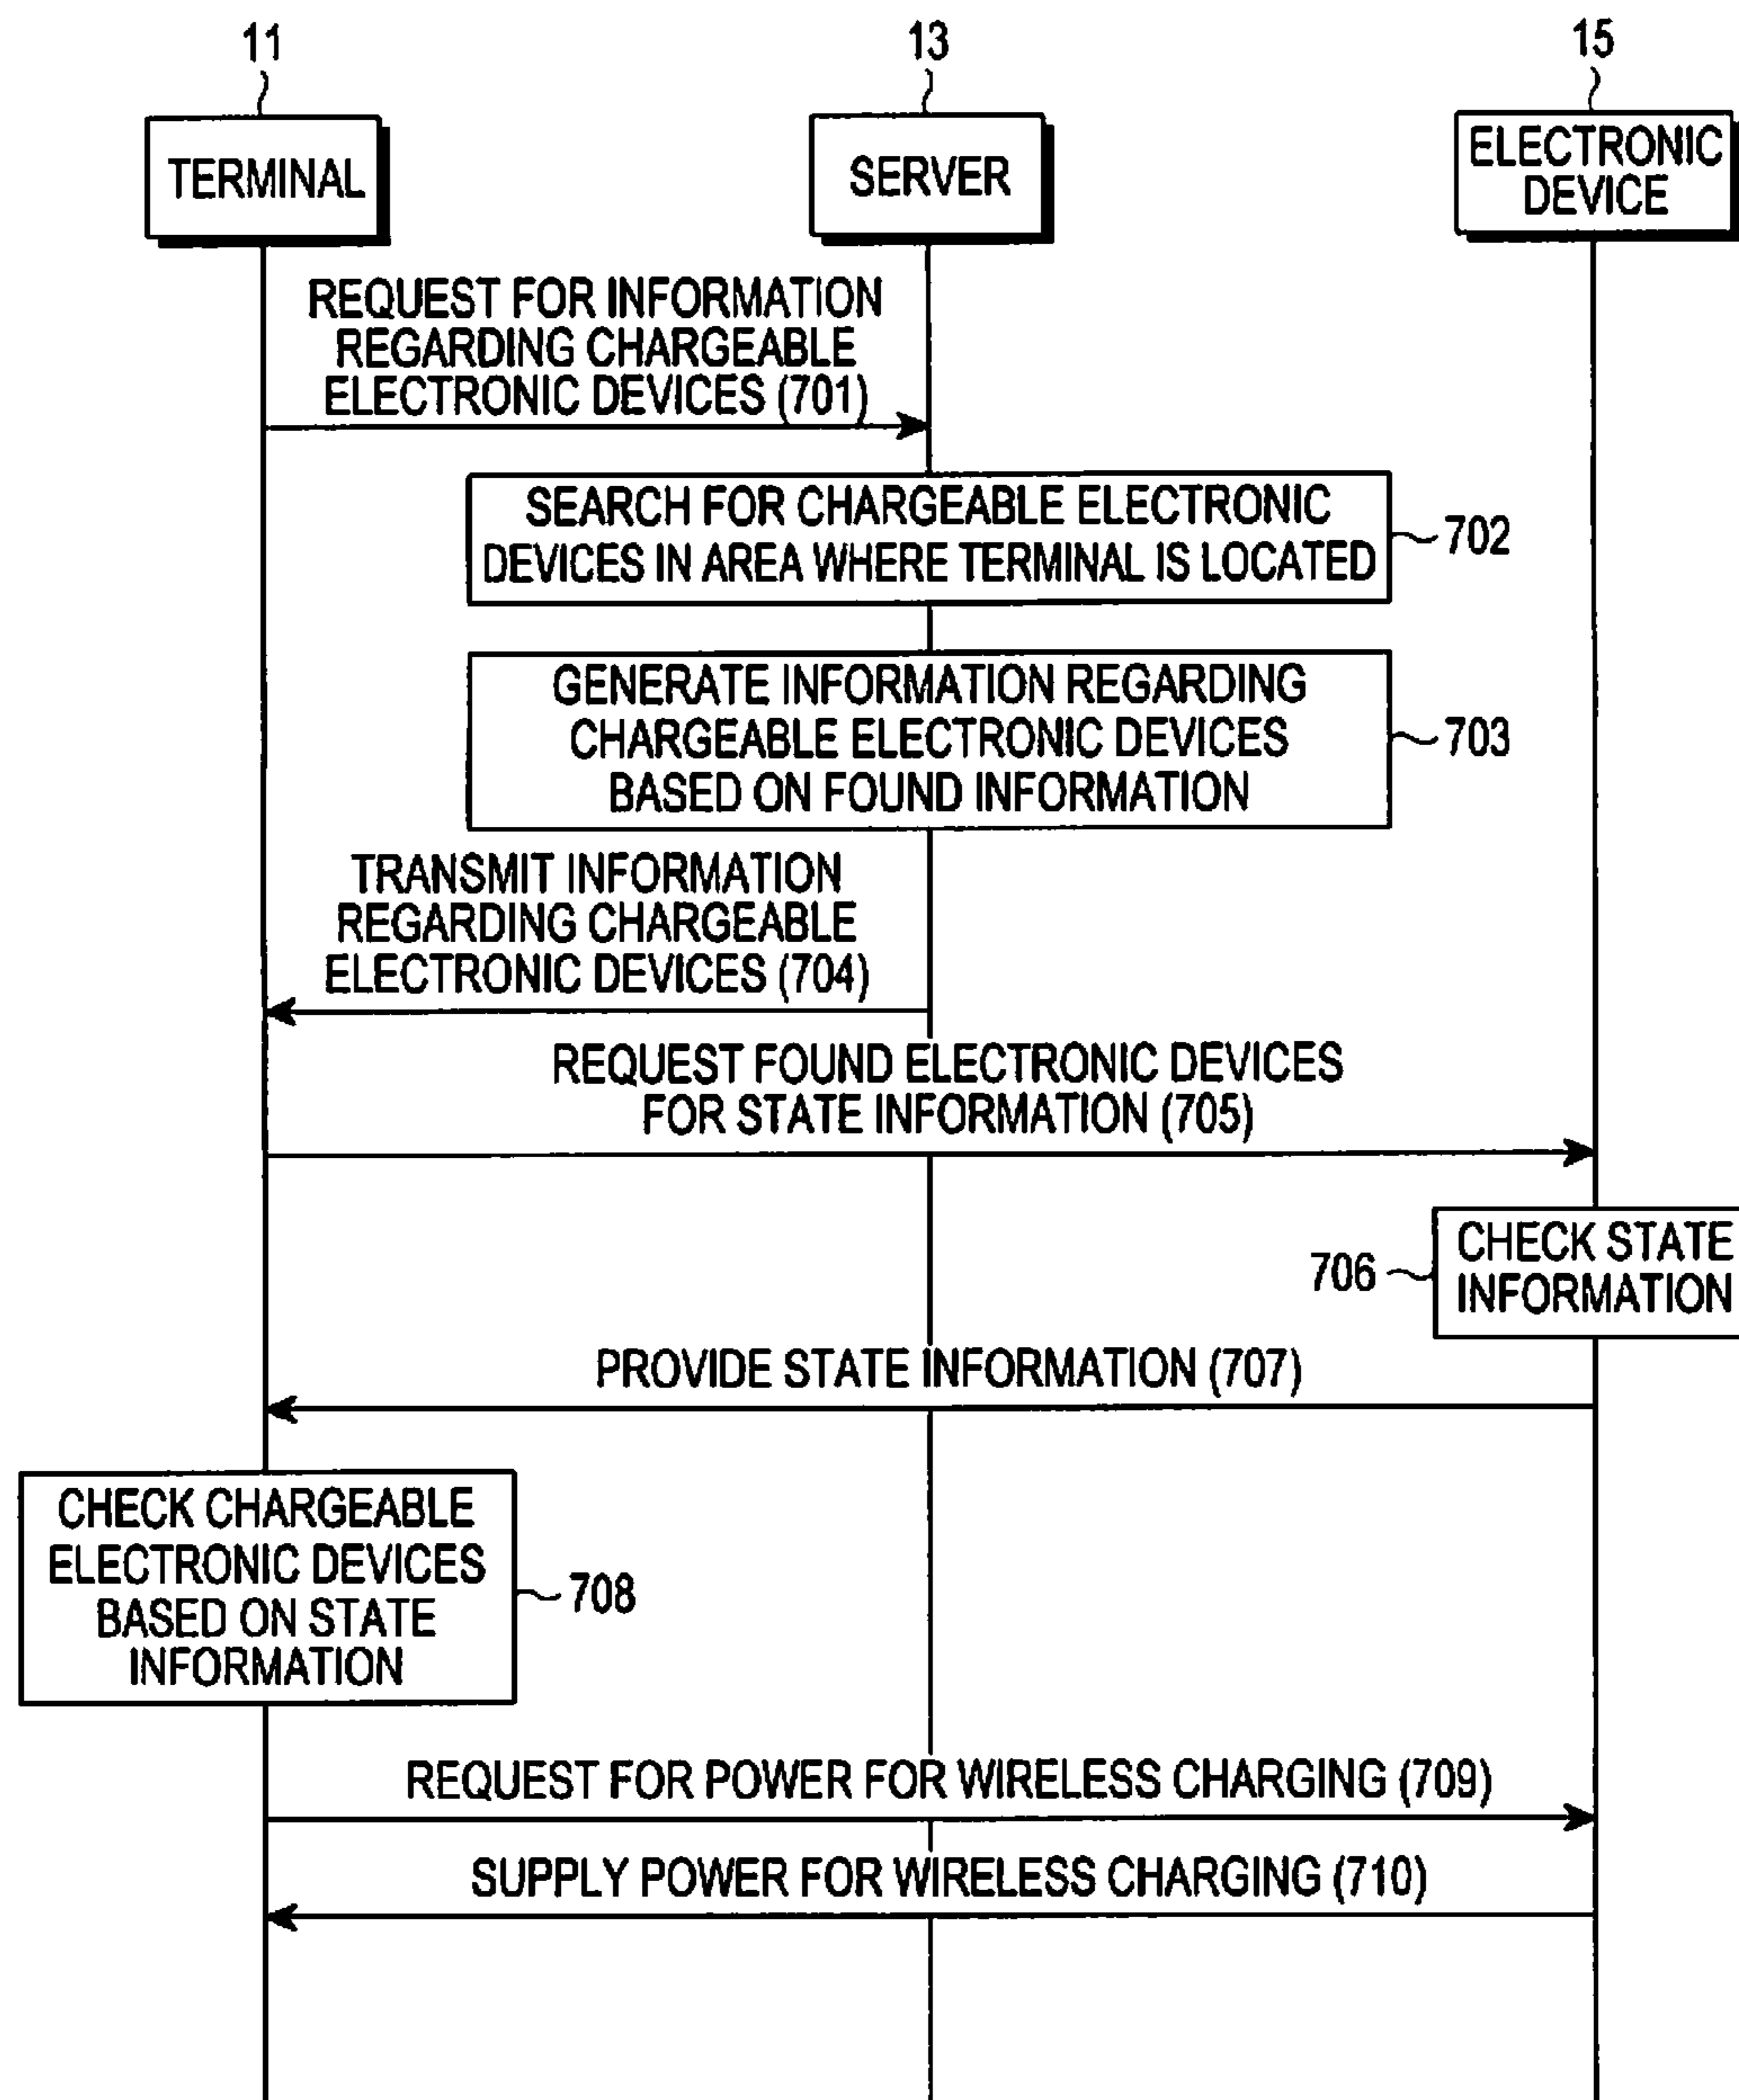 11
13
15
TERMINAL
SERVER
ELECTRONIC
DEVICE
REQUEST FOR INFORMATION
REGARDING CHARGEABLE
ELECTRONIC DEVICES (701)
SEARCH FOR CHARGEABLE ELECTRONIC
DEVICES IN AREA WHERE TERMINAL IS LOCATED
702
GENERATE INFORMATION REGARDING
CHARGEABLE ELECTRONIC DEVICES
BASED ON FOUND INFORMATION
703
TRANSMIT INFORMATION
REGARDING CHARGEABLE
ELECTRONIC DEVICES (704)
REQUEST FOUND ELECTRONIC DEVICES
FOR STATE INFORMATION (705)
706
CHECK STATE
INFORMATION
PROVIDE STATE INFORMATION (707)
CHECK CHARGEABLE
ELECTRONIC DEVICES
BASED ON STATE
INFORMATION
708
REQUEST FOR POWER FOR WIRELESS CHARGING (709)
SUPPLY POWER FOR WIRELESS CHARGING (710)